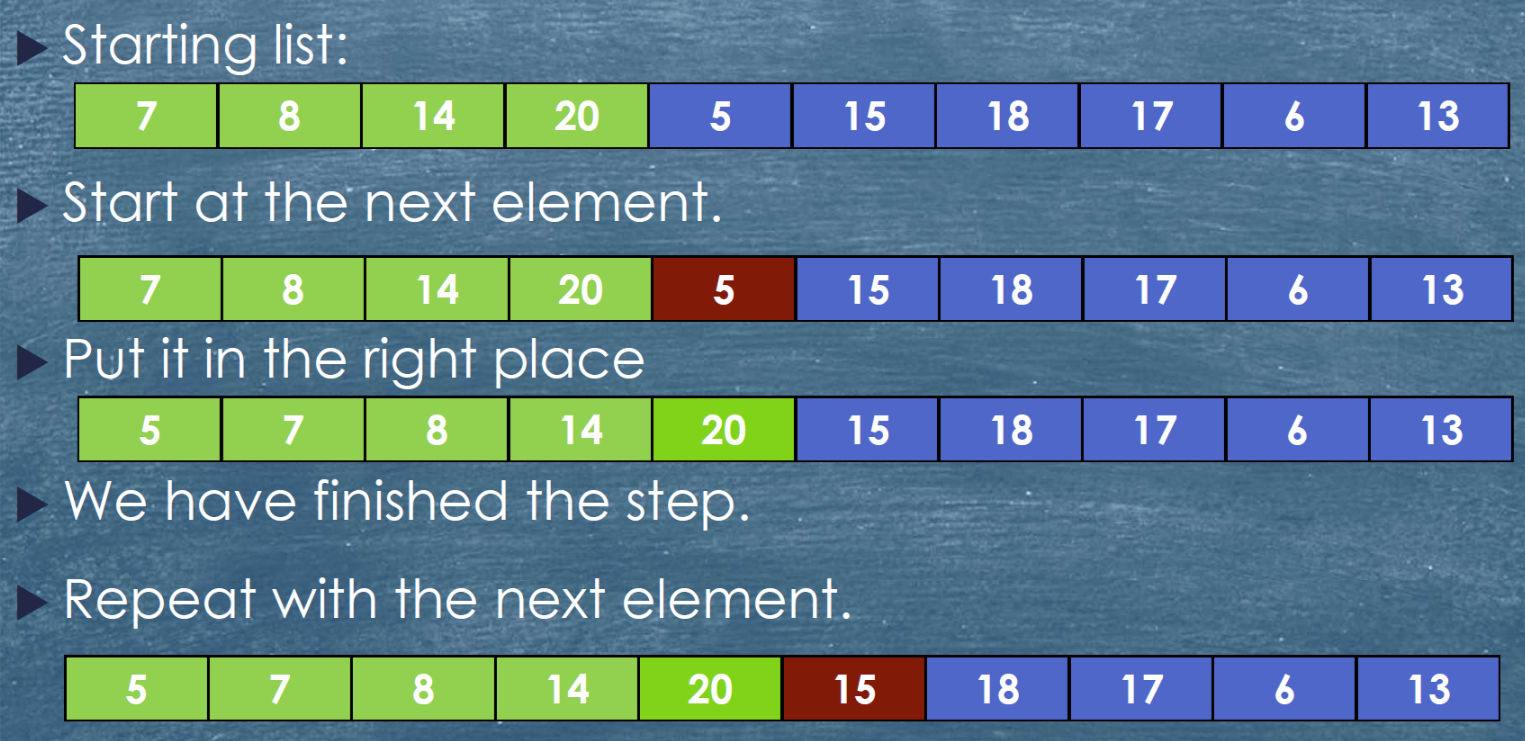 Starting list:
7 8 14 20 5 15 18 17 6 13
Start at the next element.
7 8 14 20 5 15 18 17 6 13
Put it in the right place
5 7 8 14 20 15 18 17 6 13
We have finished the step.
Repeat with the next element.
5 7 8 14 20 15 18 17 6 13